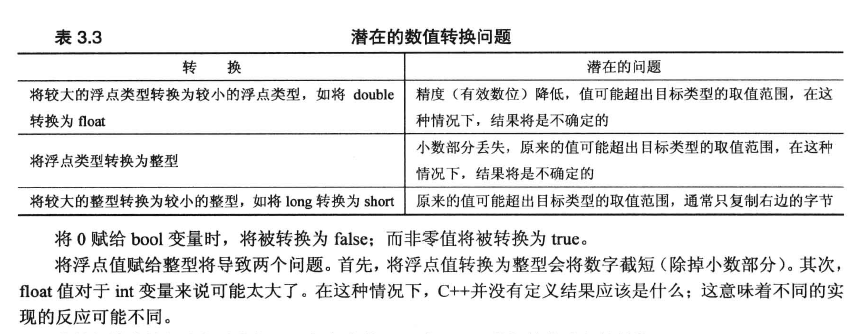 表 3.3 潜在的数值转换问题
转 换 潜在的问题
将较大的浮点类型转换为较小的浮点类型，如将 double 精度（有效数位）降低，值可能超出目标类型的取值范围，在这
转换为 float 种情况下，结果将是不确定的
将浮点类型转换为整型 小数部分丢失，原来的值可能超出目标类型的取值范围，在这种
情况下，结果将是不确定的
将较大的整型转换为较小的整型，如将 long 转换为 short 原来的值可能超出目标类型的取值范围，通常只复制右边的字节
将 0 赋给 bool 变量时，将被转换为 false；而非零值将被转换为 true。
将浮点值赋给整型将导致两个问题。首先，将浮点值转换为整型会将数字截短（除掉小数部分）。其次，
float 值对于 int 变量来说可能太大了。在这种情况下，C++并没有定义结果应该是什么；这意味着不同的实
现的反应可能不同。